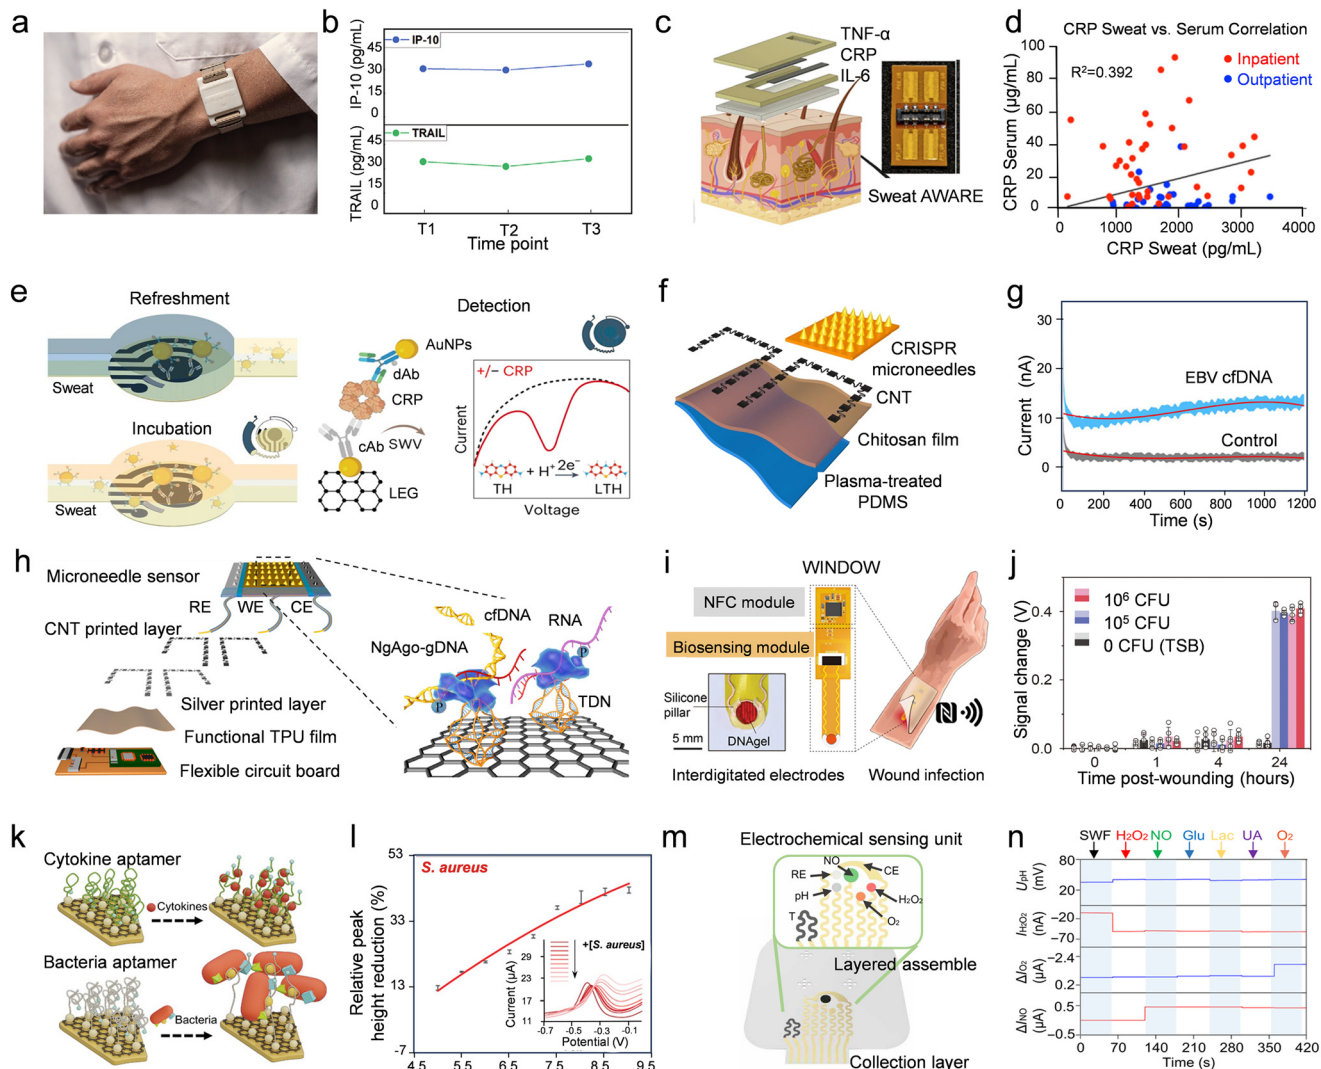 a
b
IP-10
IP-10 (pg/mL)
45
30
15
0
TRAIL
TRAIL (pg/mL)
45
30
15
0
T1 T2 T3
Time point
c
TNF-α
CRP
IL-6
Sweat AWARE
d
CRP Sweat vs. Serum Correlation
R²=0.392
Inpatient
Outpatient
CRP Serum (µg/mL)
100
80
60
40
20
0
0 1000 2000 3000 4000
CRP Sweat (pg/mL)
e
Refreshment
Sweat
Incubation
Sweat
Detection
AuNPs
dAb
CRP
cAb
SWV
LEG
+/− CRP
Current
+ H⁺ 2e⁻
TH LTH
Voltage
f
CRISPR
microneedles
CNT
Chitosan film
Plasma-treated
PDMS
g
Current (nA)
30
20
10
0
EBV cfDNA
Control
0 200 400 600 800 1000 1200
Time (s)
h
Microneedle sensor
RE WE CE
CNT printed layer
Silver printed layer
Functional TPU film
Flexible circuit board
cfDNA
RNA
NgAgo-gDNA
P
P
TDN
i
WINDOW
NFC module
Biosensing module
Silicone
pillar
DNAgel
5 mm
Interdigitated electrodes
Wound infection
j
10⁶ CFU
10⁵ CFU
0 CFU (TSB)
Signal change (V)
0.4
0.2
0.0
0 1 4 24
Time post-wounding (hours)
k
Cytokine aptamer
Cytokines
Bacteria aptamer
Bacteria
l
S. aureus
Relative peak
height reduction (%)
53
33
13
-7
4.5 5.5 6.5 7.5 8.5 9.5
+[S. aureus]
Current (µA)
29
26
23
20
17
14
11
-0.7 -0.5 -0.3 -0.1
Potential (V)
m
Electrochemical sensing unit
NO
RE
CE
pH
H₂O₂
O₂
T
Layered assemble
Collection layer
n
SWF H₂O₂ NO Glu Lac UA O₂
U pH
(mV)
80
20
I H₂O₂
(nA)
−20
−70
ΔI O₂
(µA)
−2.4
0.2
ΔI NO
(µA)
0.5
−0.5
0 70 140 210 280 350 420
Time (s)